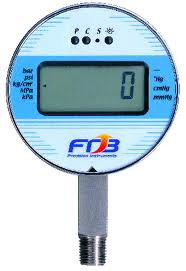 P C S
0
bar
psi
kg/cm²
MPa
kPa
"Hg
cmHg
mmHg
FDB
Precision Instruments